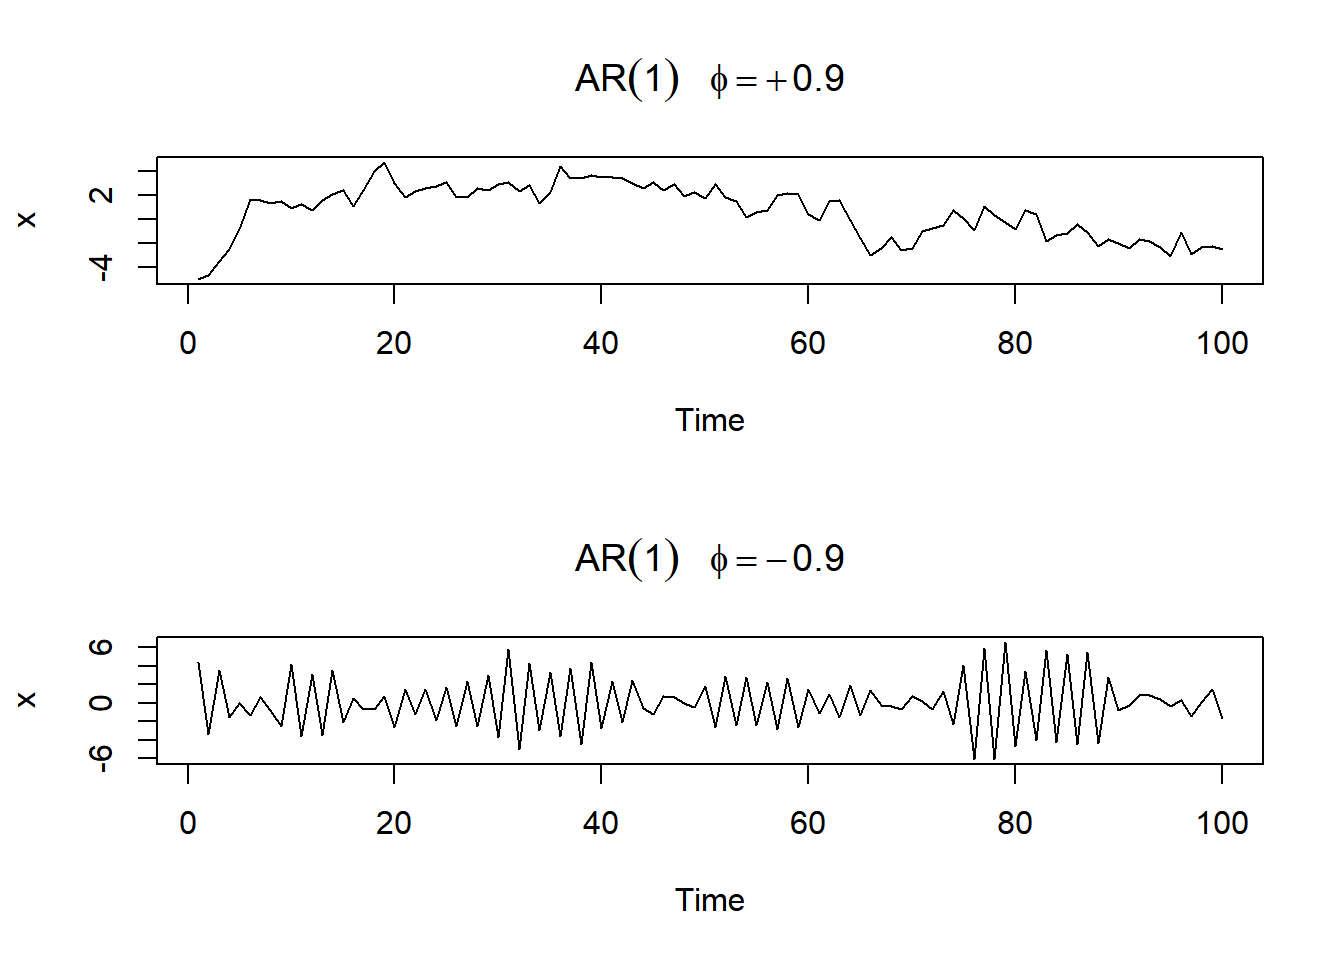 AR(1) ϕ = +0.9
x
2
-4
0 20 40 60 80 100
Time
AR(1) ϕ = −0.9
x
6
0
-6
0 20 40 60 80 100
Time